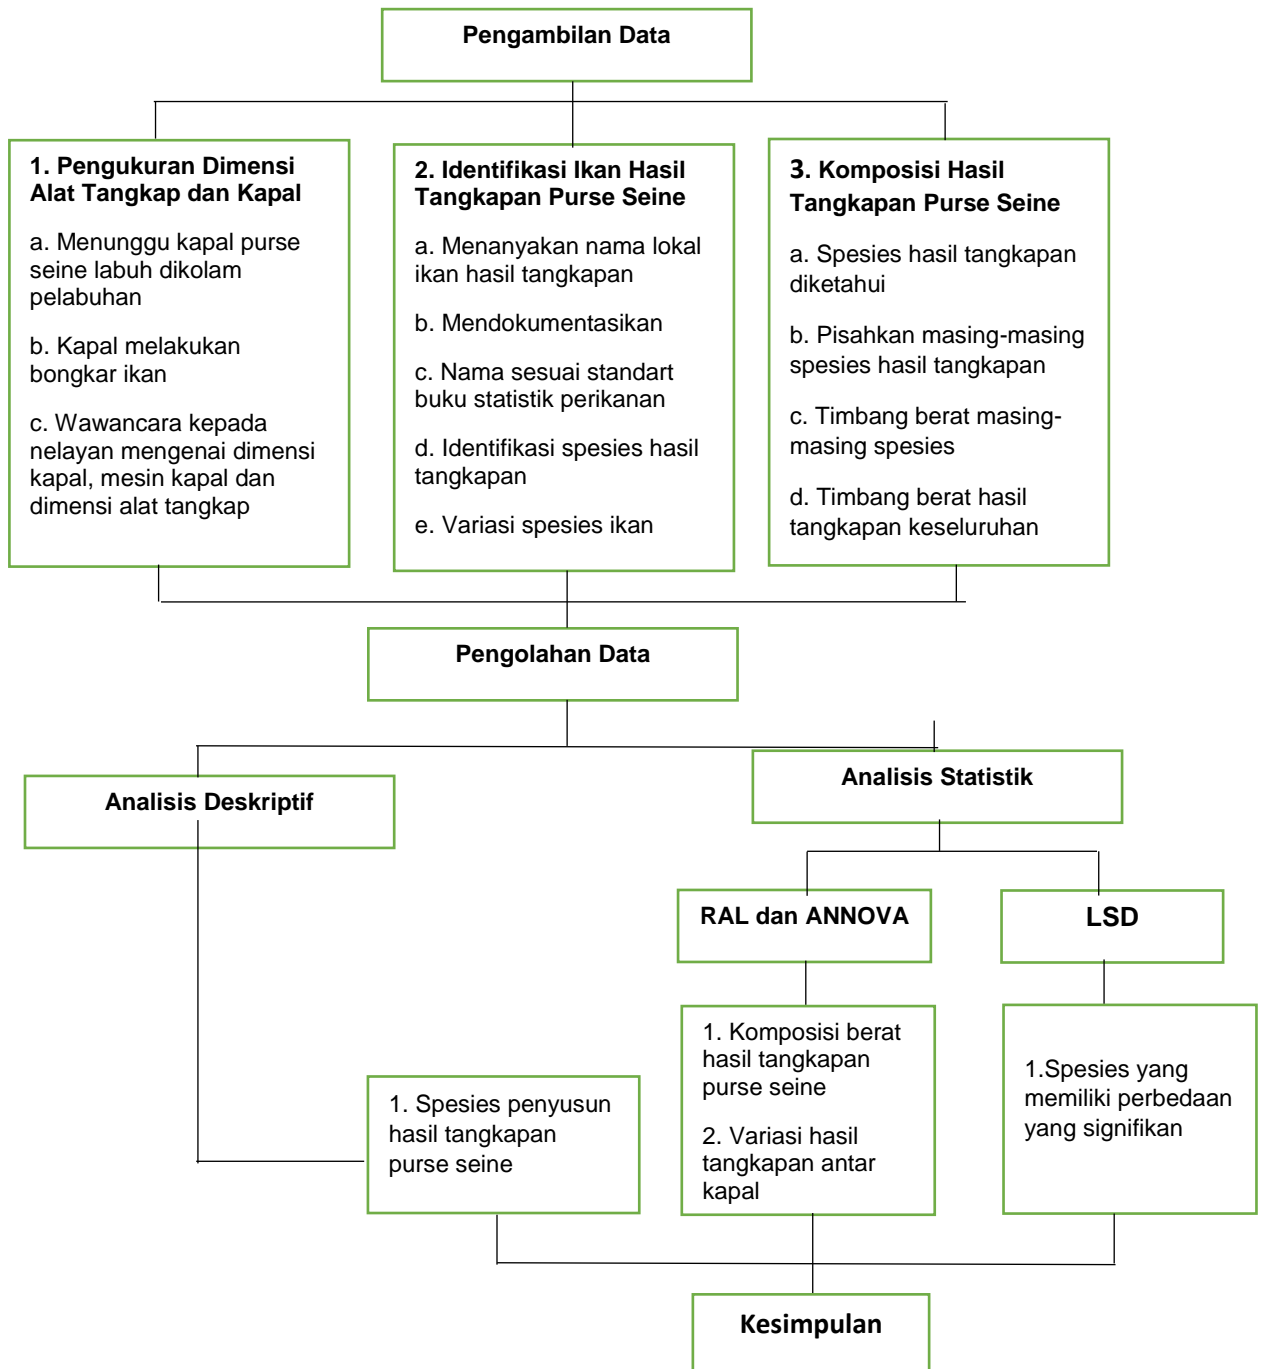 Pengambilan Data
1. Pengukuran Dimensi
Alat Tangkap dan Kapal
a. Menunggu kapal purse
seine labuh dikolam
pelabuhan
b. Kapal melakukan
bongkar ikan
c. Wawancara kepada
nelayan mengenai dimensi
kapal, mesin kapal dan
dimensi alat tangkap
2. Identifikasi Ikan Hasil
Tangkapan Purse Seine
a. Menanyakan nama lokal
ikan hasil tangkapan
b. Mendokumentasikan
c. Nama sesuai standart
buku statistik perikanan
d. Identifikasi spesies hasil
tangkapan
e. Variasi spesies ikan
3. Komposisi Hasil
Tangkapan Purse Seine
a. Spesies hasil tangkapan
diketahui
b. Pisahkan masing-masing
spesies hasil tangkapan
c. Timbang berat masing-
masing spesies
d. Timbang berat hasil
tangkapan keseluruhan
Pengolahan Data
Analisis Deskriptif
Analisis Statistik
RAL dan ANNOVA
LSD
1. Spesies penyusun
hasil tangkapan
purse seine
1. Komposisi berat
hasil tangkapan
purse seine
2. Variasi hasil
tangkapan antar
kapal
1.Spesies yang
memiliki perbedaan
yang signifikan
Kesimpulan